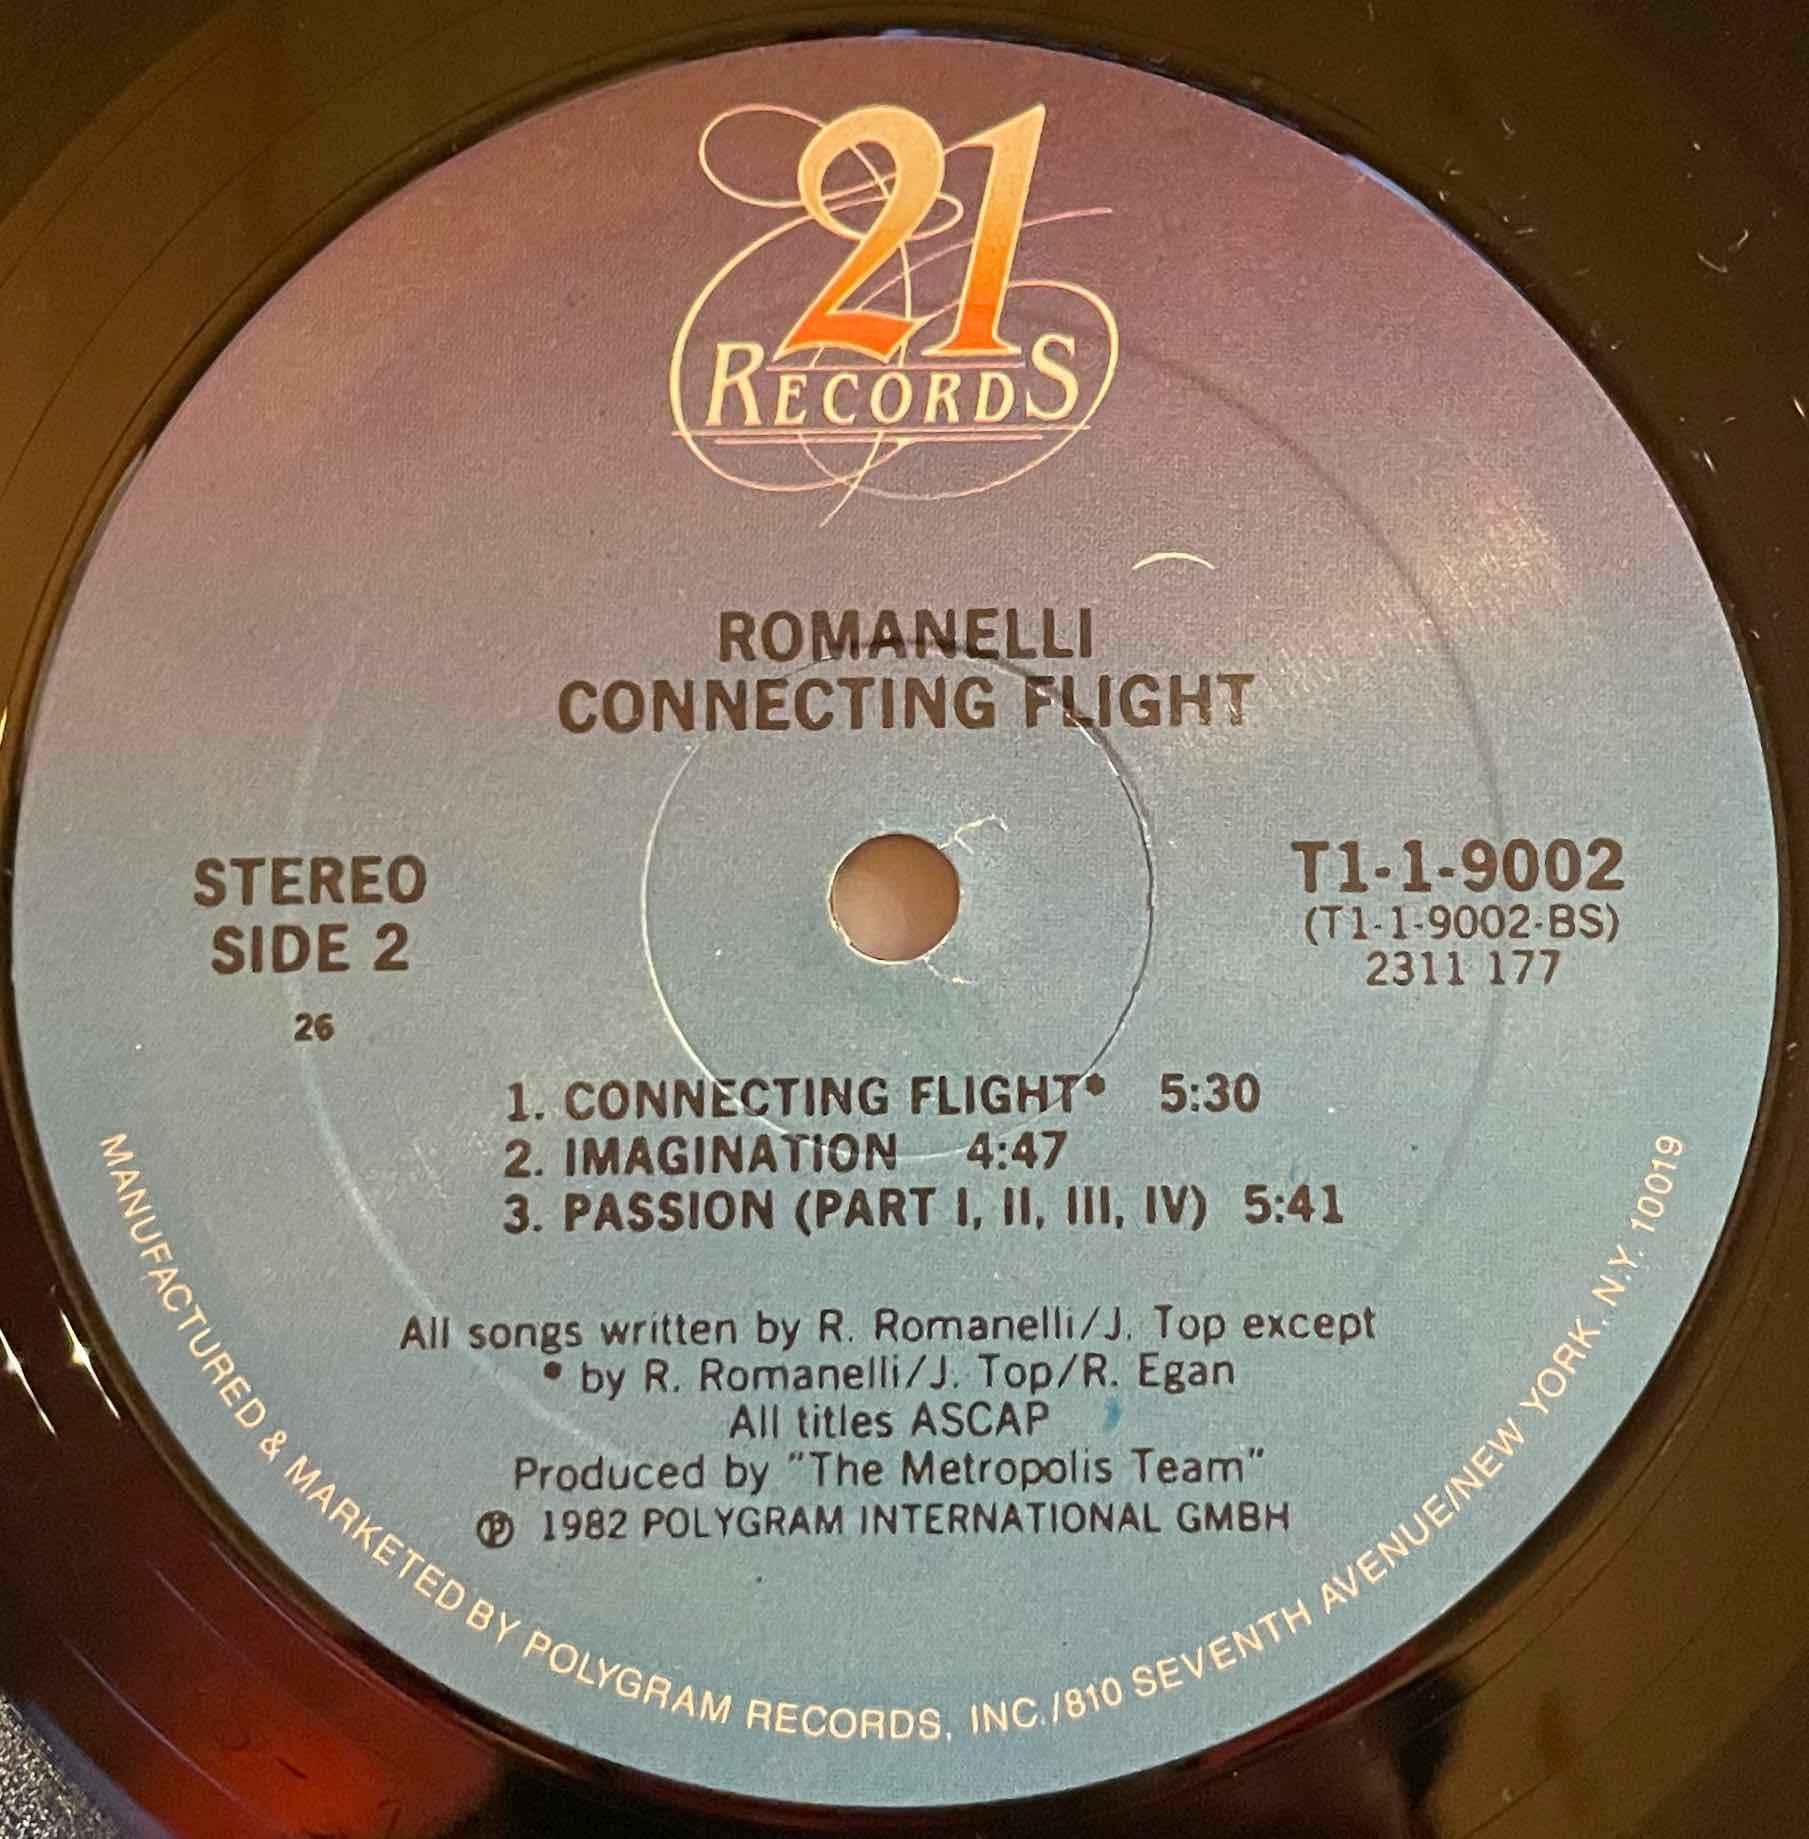 21
RECORDS
ROMANELLI
CONNECTING FLIGHT
STEREO
SIDE 2
26
T1-1-9002
(T1-1-9002-BS)
2311 177
1. CONNECTING FLIGHT• 5:30
2. IMAGINATION 4:47
3. PASSION (PART I, II, III, IV) 5:41
All songs written by R. Romanelli/J. Top except
• by R. Romanelli/J. Top/R. Egan
All titles ASCAP
Produced by "The Metropolis Team"
℗ 1982 POLYGRAM INTERNATIONAL GMBH
MANUFACTURED & MARKETED BY POLYGRAM RECORDS, INC./810 SEVENTH AVENUE/NEW YORK, N.Y. 10019